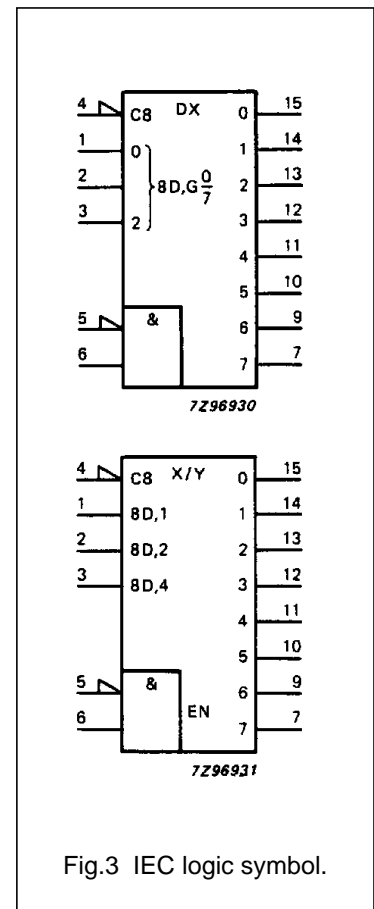 4 C8 DX 0 15
1 0 1 14
2 8D,G 0/7 2 13
3 2 3 12
4 11
5 10
5 & 6 9
6 7 7
7Z96930
4 C8 X/Y 0 15
1 8D,1 1 14
2 8D,2 2 13
3 8D,4 3 12
4 11
5 10
5 & 6 9
6 EN 7 7
7Z96931
Fig.3 IEC logic symbol.